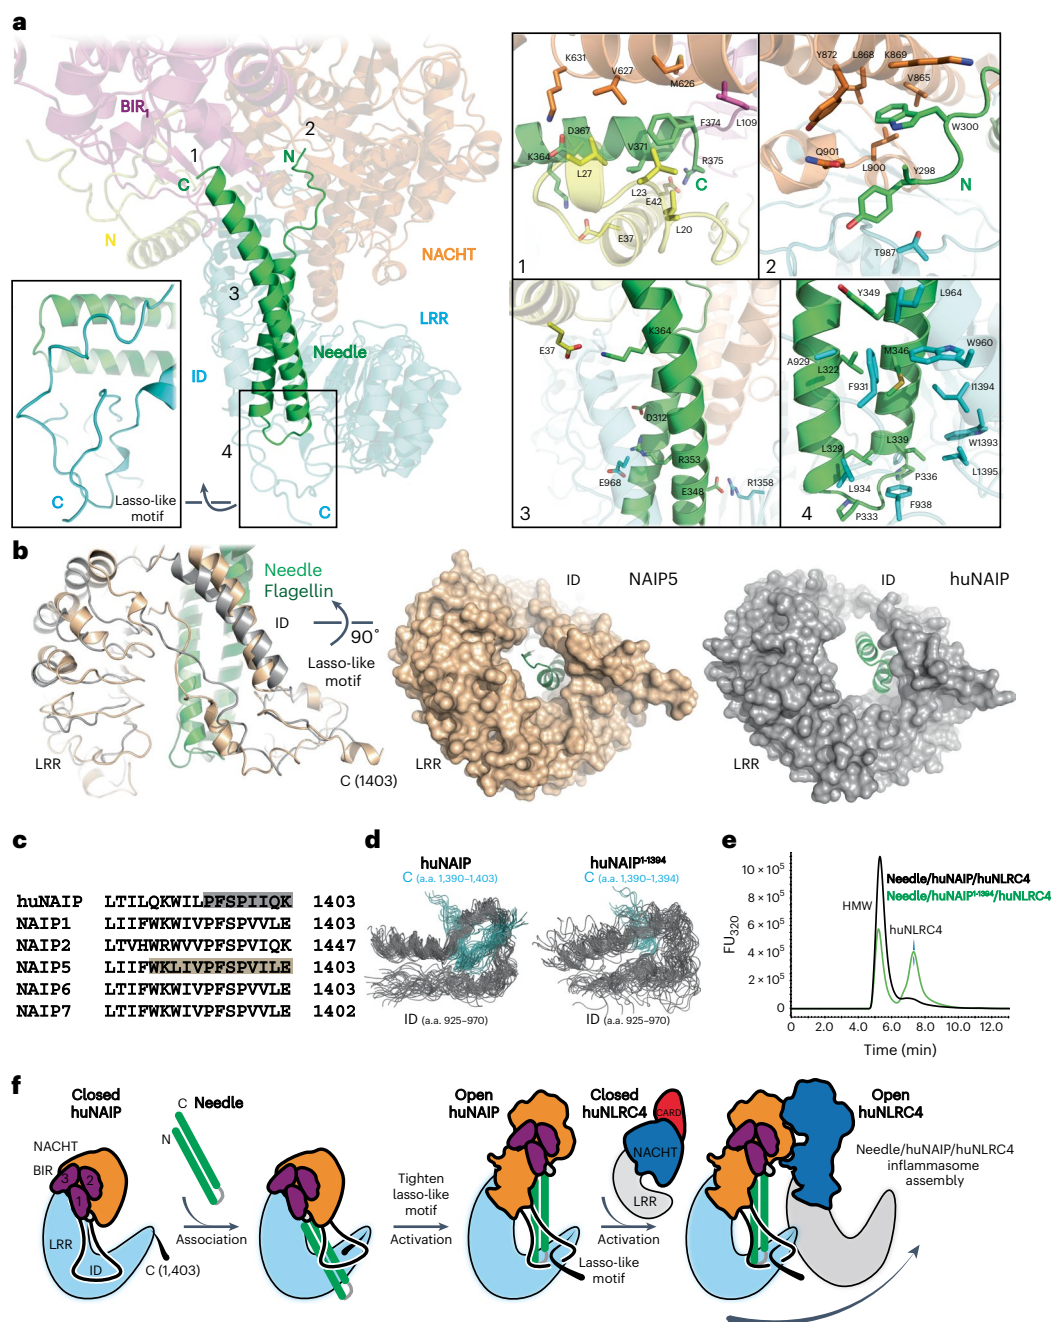 a
BIR1
1
2
N
C
N
NACHT
3
LRR
Needle
ID
4
C
Lasso-like
motif
C
K631
V627
M626
D367
F374
L109
K364
V371
R375
L27
L23
C
E42
L20
E37
1
Y872
L868
K869
V865
W300
Q901
L900
Y298
N
T987
2
K364
E37
D312
R353
E968
E348
R1358
3
Y349
L964
A929
M346
W960
L322
F931
I1394
L329
L339
W1393
P336
L1395
L934
F938
P333
4
b
Needle
Flagellin
ID
90°
Lasso-like
motif
LRR
C (1403)
ID
NAIP5
LRR
ID
huNAIP
LRR
c
huNAIP LTILQKWILPFSPIIQK 1403
NAIP1 LIIFWKWIVPFSPVVLE 1403
NAIP2 LTVHWRWVVPFSPVIQK 1447
NAIP5 LIIFWKLIVPFSPVILE 1403
NAIP6 LTIFWKWIVPFSPVVLE 1403
NAIP7 LTIFWKWIVPFSPVILE 1402
d
huNAIP
C (a.a. 1,390–1,403)
ID (a.a. 925–970)
huNAIP1-1394
C (a.a. 1,390–1,394)
ID (a.a. 925–970)
e
10 × 10⁵
8 × 10⁵
6 × 10⁵
4 × 10⁵
2 × 10⁵
0
FU320
Needle/huNAIP/huNLRC4
Needle/huNAIP1-1394/huNLRC4
HMW
huNLRC4
0 2.0 4.0 6.0 8.0 10.0 12.0
Time (min)
f
Closed
huNAIP
C
Needle
N
NACHT
BIR
3
2
1
LRR
ID
C (1,403)
Association
Tighten
lasso-like
motif
Activation
Open
huNAIP
Closed
huNLRC4
CARD
NACHT
LRR
Activation
Lasso-like
motif
Open
huNLRC4
Needle/huNAIP/huNLRC4
inflammasome
assembly